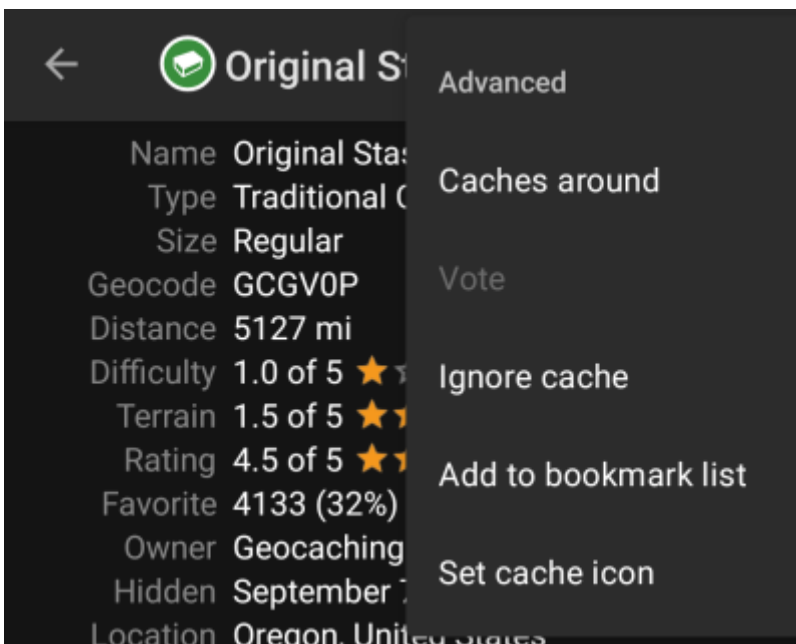 Original St
Name Original Stas
Type Traditional
Size Regular
Geocode GCGV0P
Distance 5127 mi
Difficulty 1.0 of 5
Terrain 1.5 of 5
Rating 4.5 of 5
Favorite 4133 (32%)
Owner Geocaching
Hidden September
Location Oregon, United States
Advanced
Caches around
Vote
Ignore cache
Add to bookmark list
Set cache icon